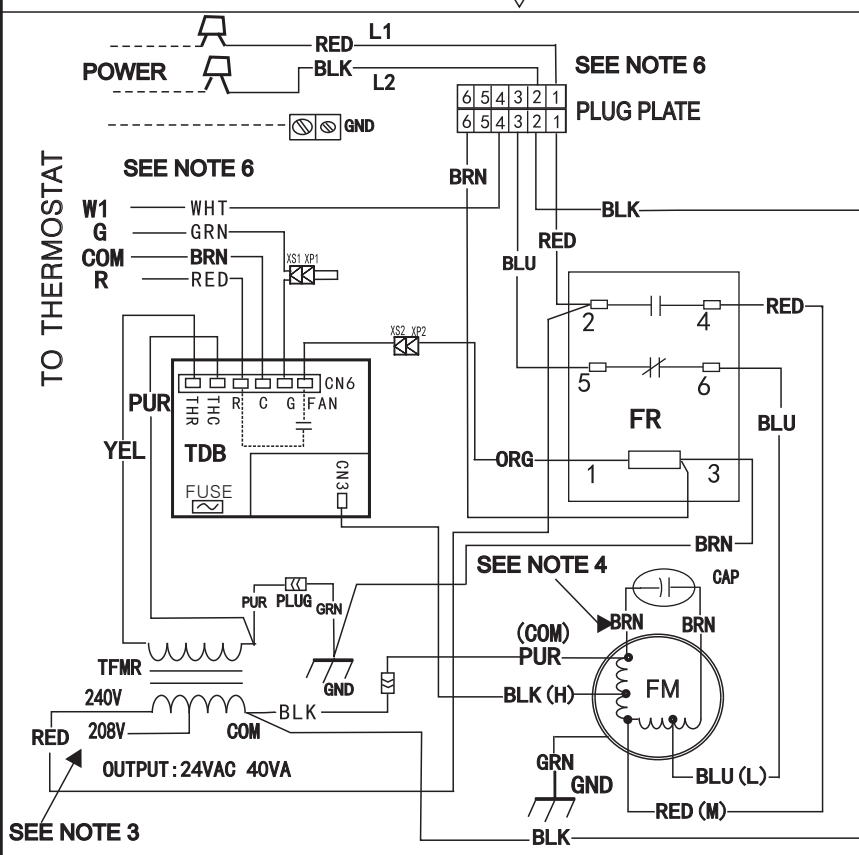 L1
RED
SEE NOTE 6
POWER
BLK
L2
6 5 4 3 2 1
PLUG PLATE
6 5 4 3 2 1
GND
SEE NOTE 6
BRN
TO THERMOSTAT
W1 WHT
BLK
G GRN
RED
COM BRN
XS1 XP1
BLU
R RED
2 4 RED
XS2 XP2
5 6
CN6
PUR
THR THC R C G FAN
FR
BLU
YEL
TDB
ORG
CN3
1 3
FUSE
BRN
SEE NOTE 4
CAP
PUR PLUG GRN
BRN BRN
(COM)
PUR
TFMR
GND
FM
240V
BLK (H)
BLK
RED
208V COM
GRN
OUTPUT:24VAC 40VA
BLU (L)
GND
RED (M)
SEE NOTE 3
BLK